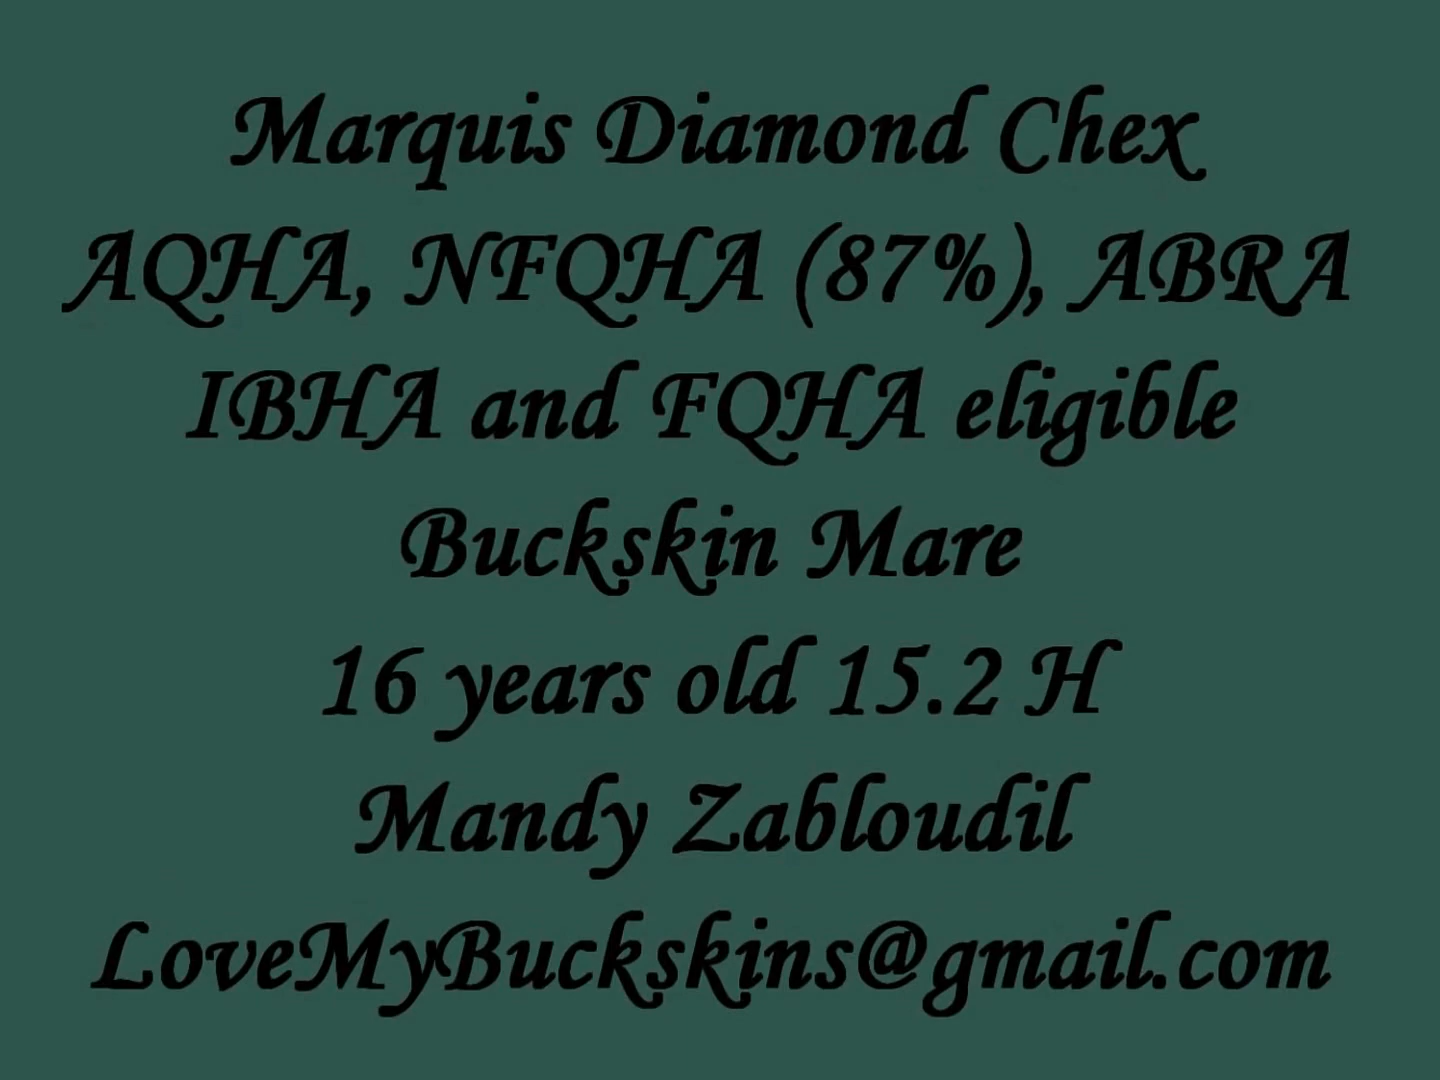 Marquis Diamond Chex
AQHA, NFQHA (87%), ABRA
IBHA and FQHA eligible
Buckskin Mare
16 years old 15.2 H
Mandy Zabloudil
LoveMyBuckskins@gmail.com